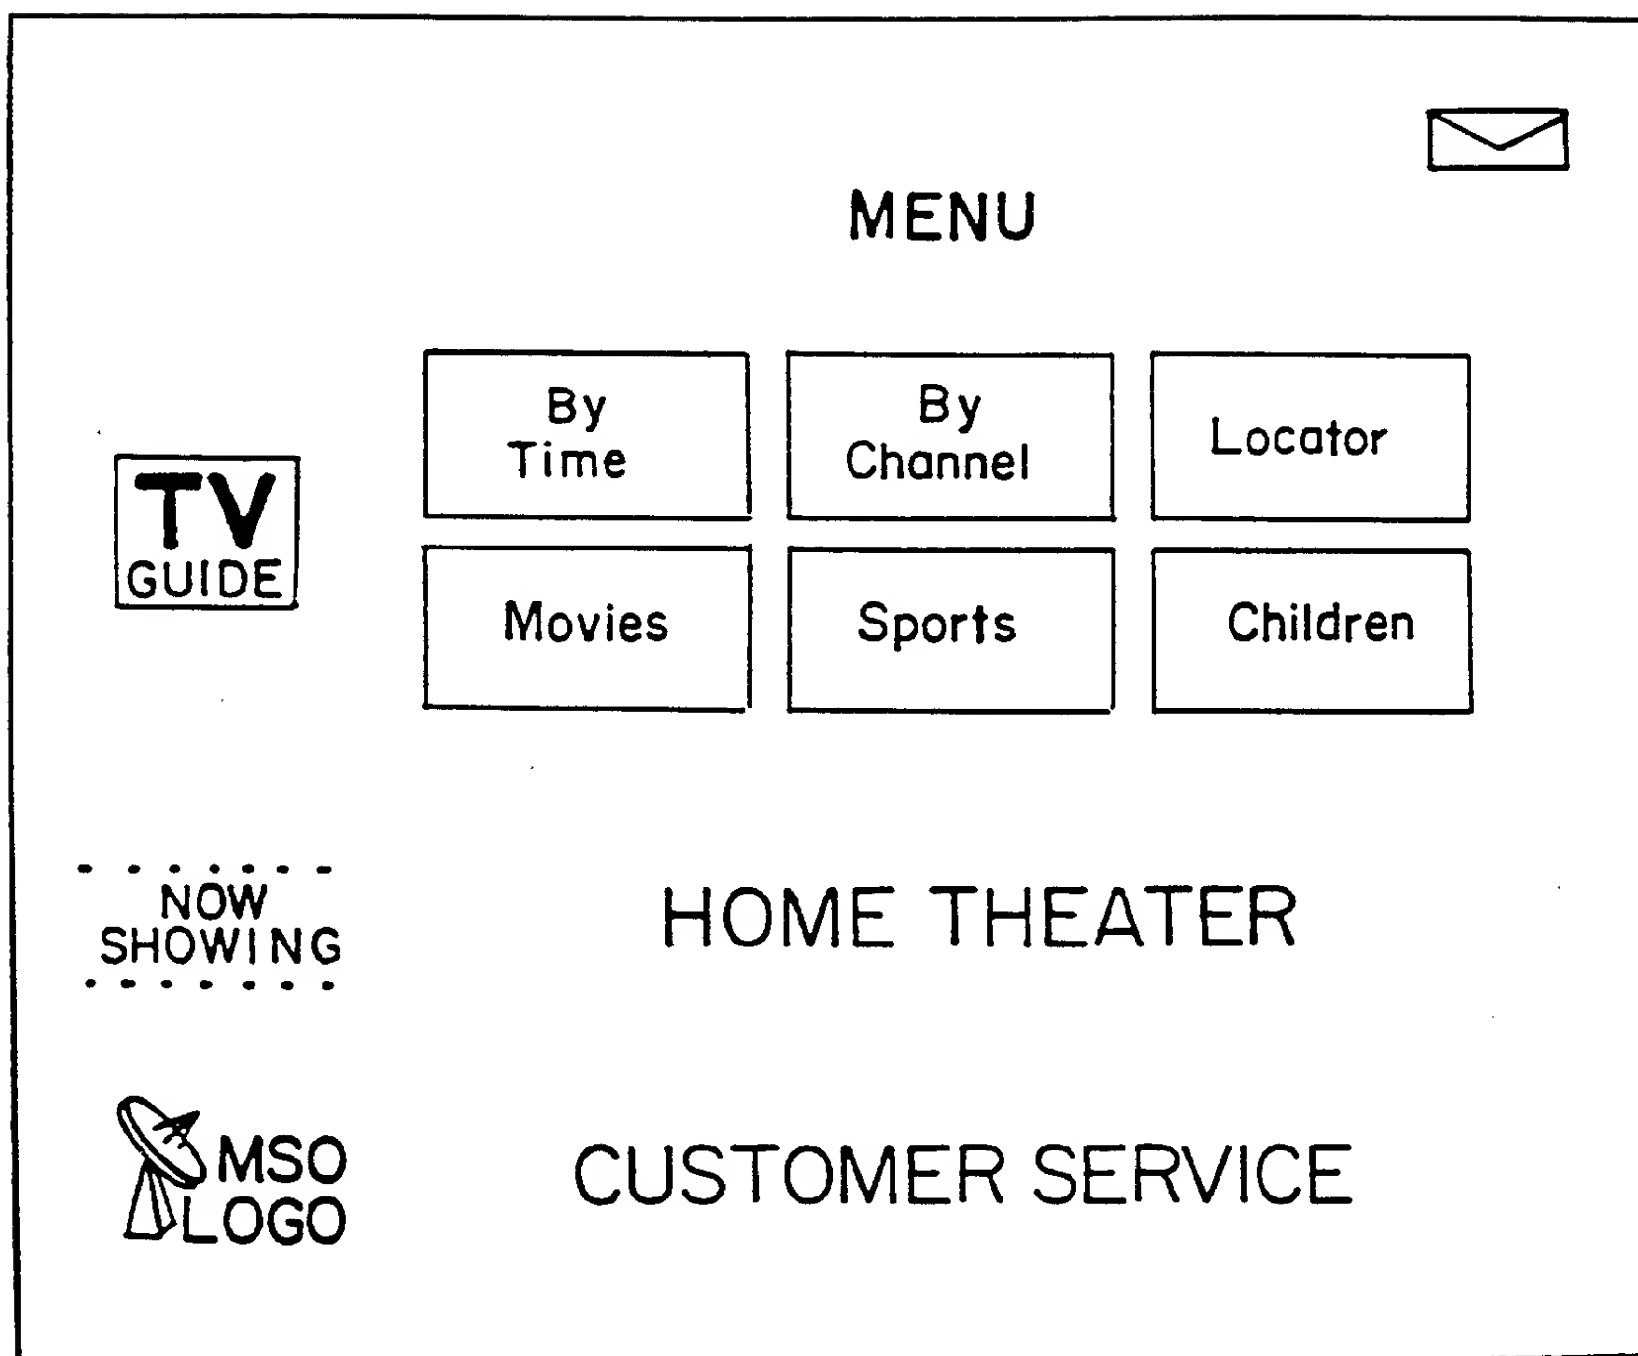 MENU
By
Time
By
Channel
Locator
TV
GUIDE
Movies
Sports
Children
NOW
SHOWING
HOME THEATER
MSO
LOGO
CUSTOMER SERVICE